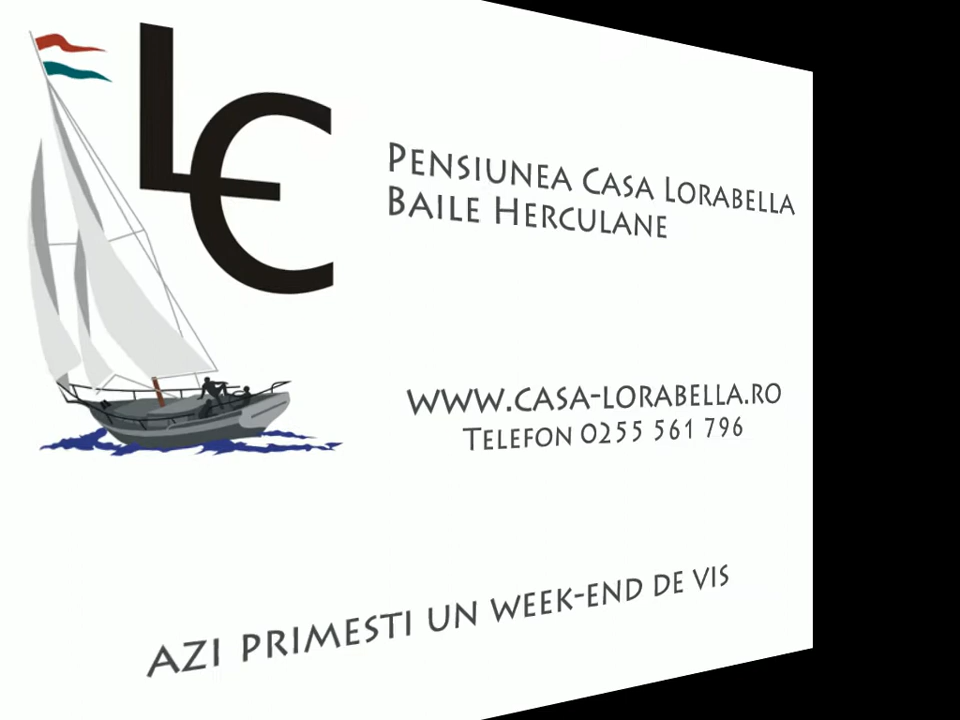 LC
Pensiunea Casa Lorabella
Baile Herculane
www.casa-lorabella.ro
Telefon 0255 561 796
azi primesti un week-end de vis